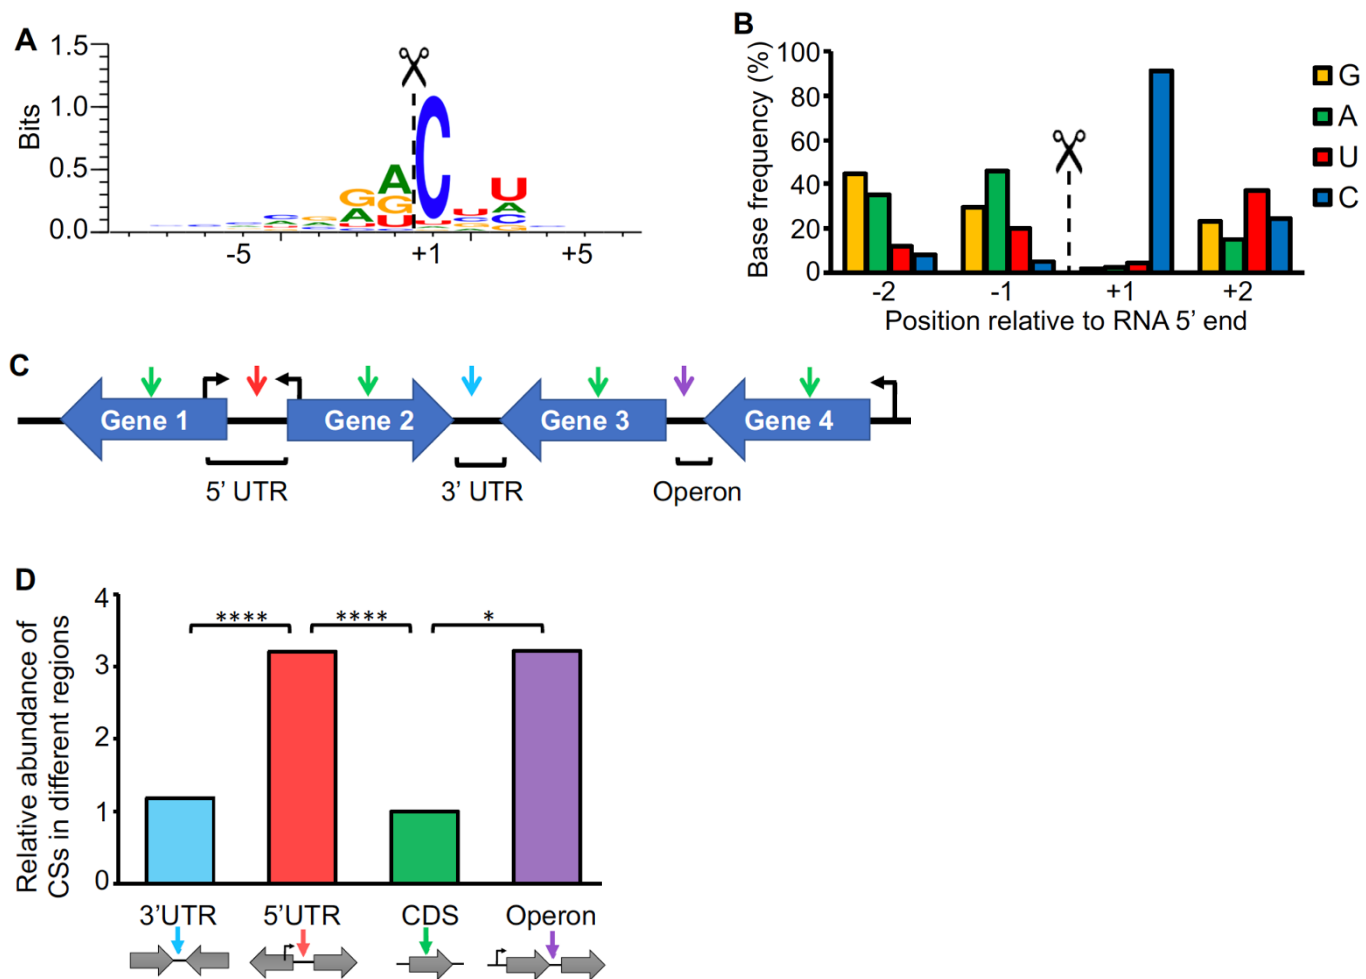 A
Bits
1.5
1.0
0.5
0.0
A
G
U
G
A
C
U
U
A
C
G
-5
+1
+5
B
Base frequency (%)
100
80
60
40
20
0
G
A
U
C
-2
-1
+1
+2
Position relative to RNA 5' end
C
Gene 1
Gene 2
Gene 3
Gene 4
5' UTR
3' UTR
Operon
D
Relative abundance of
CSs in different regions
4
3
2
1
0
****
****
*
3'UTR
5'UTR
CDS
Operon